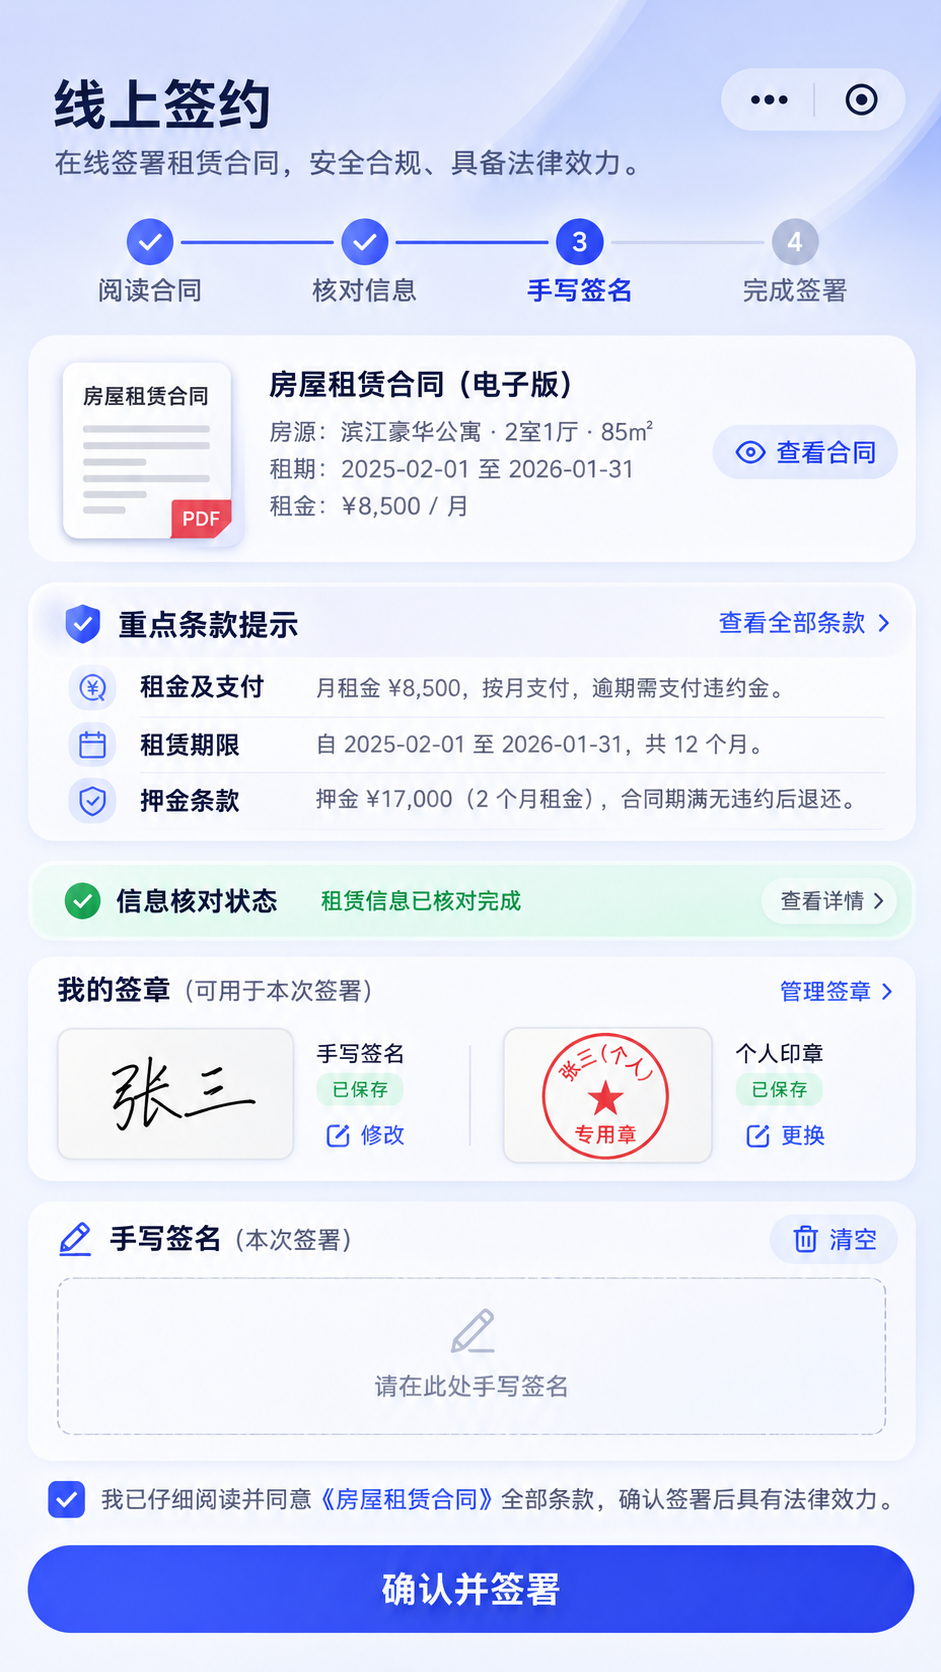 线上签约
在线签署租赁合同，安全合规、具备法律效力。
3
4
阅读合同
核对信息
手写签名
完成签署
房屋租赁合同
PDF
房屋租赁合同（电子版）
房源：滨江豪华公寓 · 2室1厅 · 85㎡
租期：2025-02-01 至 2026-01-31
租金：¥8,500 / 月
查看合同
重点条款提示
查看全部条款
租金及支付
月租金 ¥8,500，按月支付，逾期需支付违约金。
租赁期限
自 2025-02-01 至 2026-01-31，共 12 个月。
押金条款
押金 ¥17,000（2 个月租金），合同期满无违约后退还。
信息核对状态
租赁信息已核对完成
查看详情
我的签章（可用于本次签署）
管理签章
张三
手写签名
已保存
修改
张三（个人）
专用章
个人印章
已保存
更换
手写签名（本次签署）
清空
请在此处手写签名
我已仔细阅读并同意《房屋租赁合同》全部条款，确认签署后具有法律效力。
确认并签署